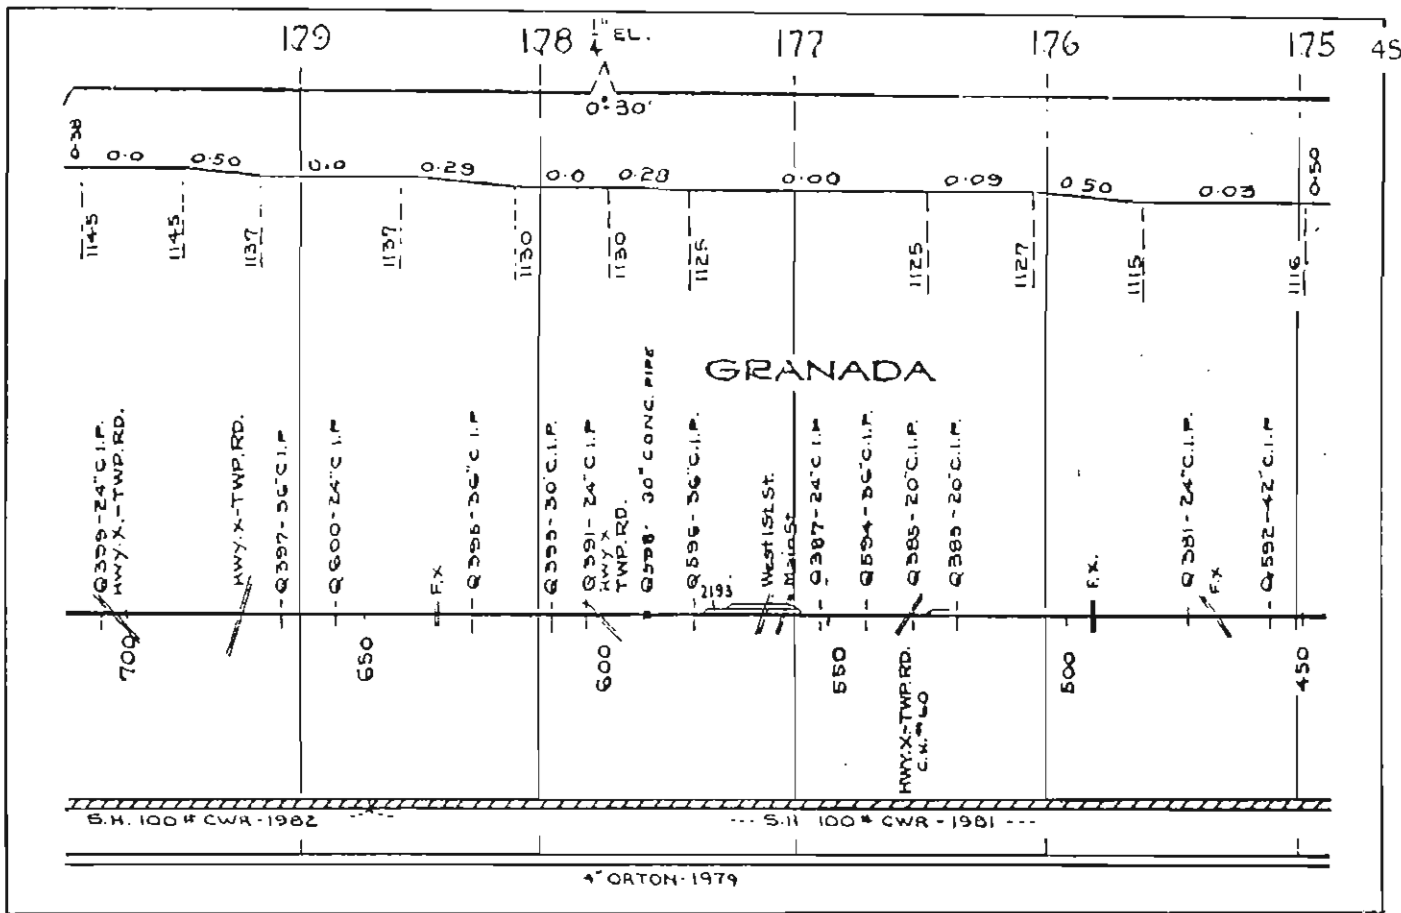 179
178
1/4" EL.
177
176
175
4S
0°30'
0.38
0.0
0.50
0.0
0.29
0.0
0.28
0.00
0.09
0.50
0.03
0.50
1145
1145
1137
1137
1130
1130
1125
1125
1127
1115
1116
GRANADA
Q399-24"C.I.P.
HWY.X.-TWP.RD.
HWY.X-TWP.RD.
Q397-36"C.I.P
Q600-24"C.I.P
F.X
Q395-36"C.I.P
Q393-30"C.I.P.
Q391-24"C.I.P
HWY.X
TWP.RD.
Q598-30" CONC. PIPE
Q596-36"C.I.P.
2193
West 1st St.
Main St
Q387-24"C.I.P
Q594-36"C.I.P.
Q385-20"C.I.P
Q383-20"C.I.P.
F.X.
Q381-24"C.I.P.
F.X
Q592-42"C.I.P
700
650
600
550
500
450
HWY.X-TWP.RD.
C.H.#60
S.H. 100# CWR-1982
S.H 100# CWR-1981
4" ORTON-1979